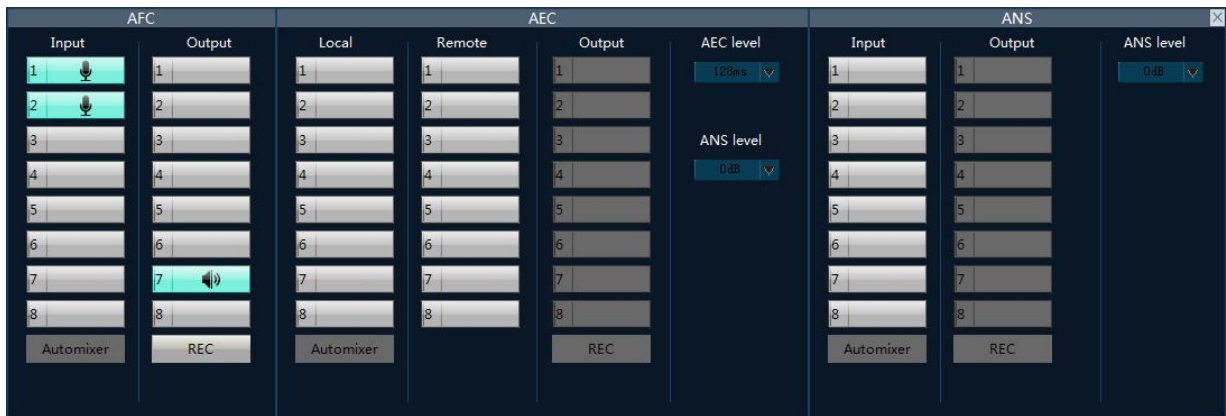 AFC AEC ANS
Input Output Local Remote Output AEC level Input Output ANS level
1 1 1 1 1 128ms 1 1 0dB
2 2 2 2 2 2 2
3 3 3 3 3 ANS level 3 3
4 4 4 4 4 0dB 4 4
5 5 5 5 5 5 5
6 6 6 6 6 6 6
7 7 7 7 7 7 7
8 8 8 8 8 8 8
Automixer REC Automixer REC Automixer REC